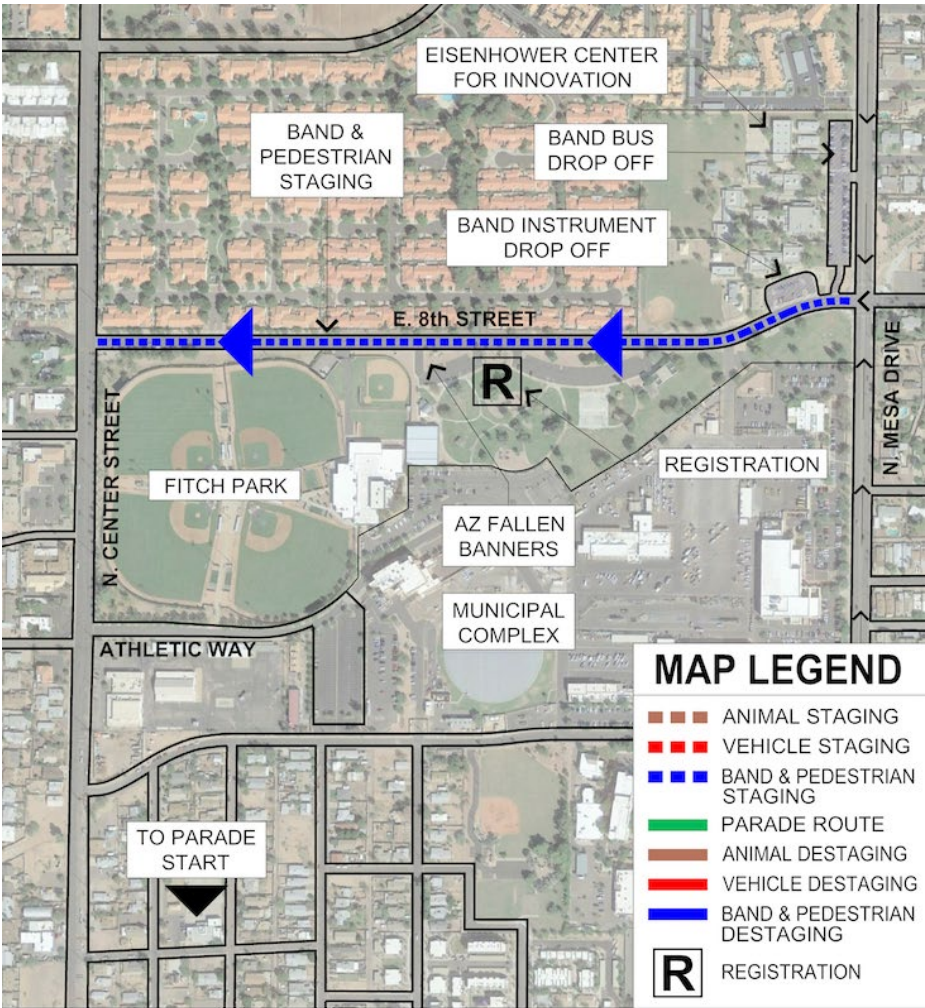 EISENHOWER CENTER
FOR INNOVATION
BAND &
PEDESTRIAN
STAGING
BAND BUS
DROP OFF
BAND INSTRUMENT
DROP OFF
E. 8th STREET
R
N. MESA DRIVE
N. CENTER STREET
FITCH PARK
REGISTRATION
AZ FALLEN
BANNERS
MUNICIPAL
COMPLEX
ATHLETIC WAY
TO PARADE
START
MAP LEGEND
ANIMAL STAGING
VEHICLE STAGING
BAND & PEDESTRIAN
STAGING
PARADE ROUTE
ANIMAL DESTAGING
VEHICLE DESTAGING
BAND & PEDESTRIAN
DESTAGING
R REGISTRATION